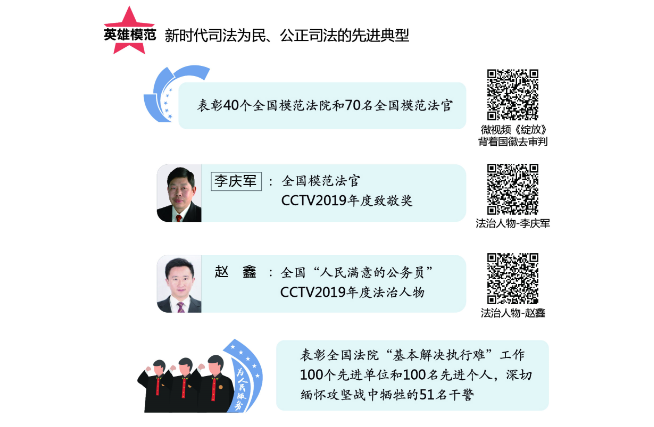 英雄模范 新时代司法为民、公正司法的先进典型
表彰40个全国模范法院和70名全国模范法官
微视频《绽放》
背着国徽去审判
李庆军：全国模范法官
CCTV2019年度致敬奖
法治人物-李庆军
赵 鑫：全国“人民满意的公务员”
CCTV2019年度法治人物
法治人物-赵鑫
为人民服务
表彰全国法院“基本解决执行难”工作
100个先进单位和100名先进个人，深切
缅怀攻坚战中牺牲的51名干警